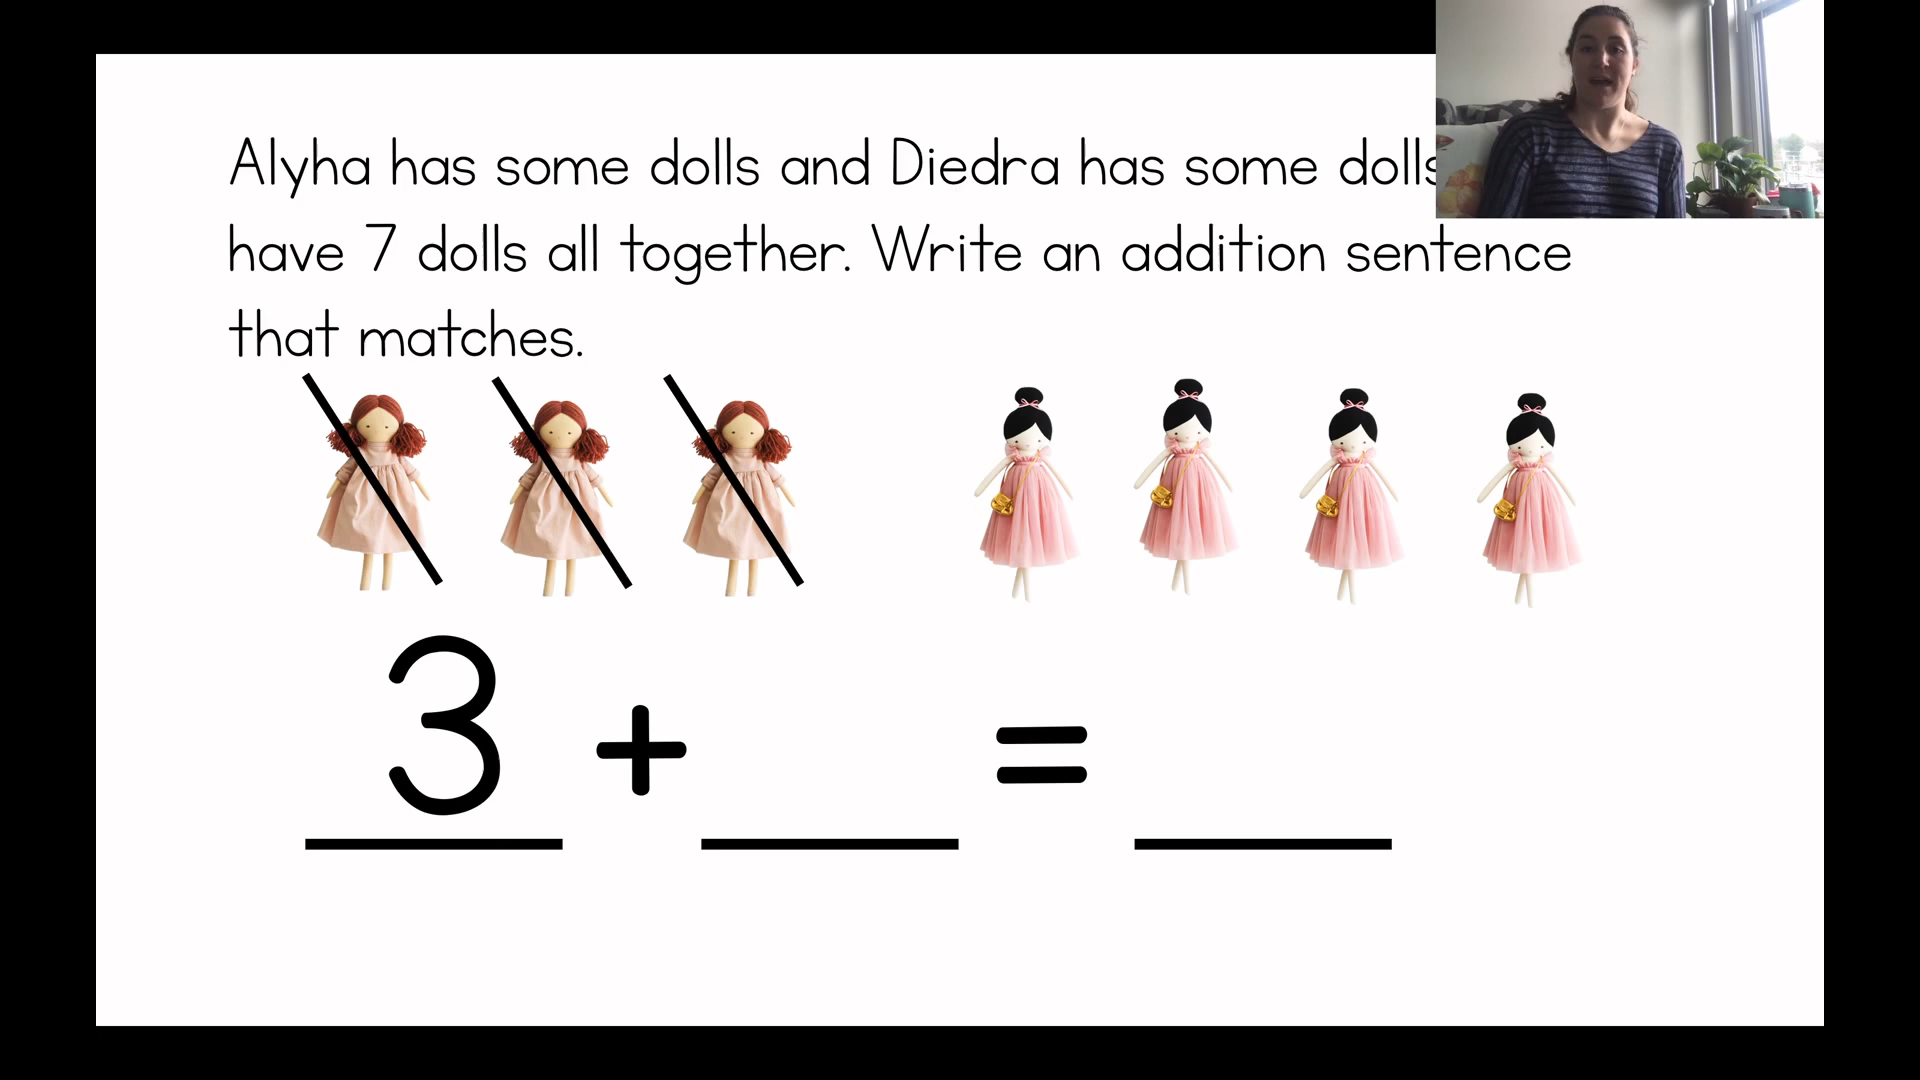 Alyha has some dolls and Diedra has some dolls
have 7 dolls all together. Write an addition sentence
that matches.
3 + ___ = ___